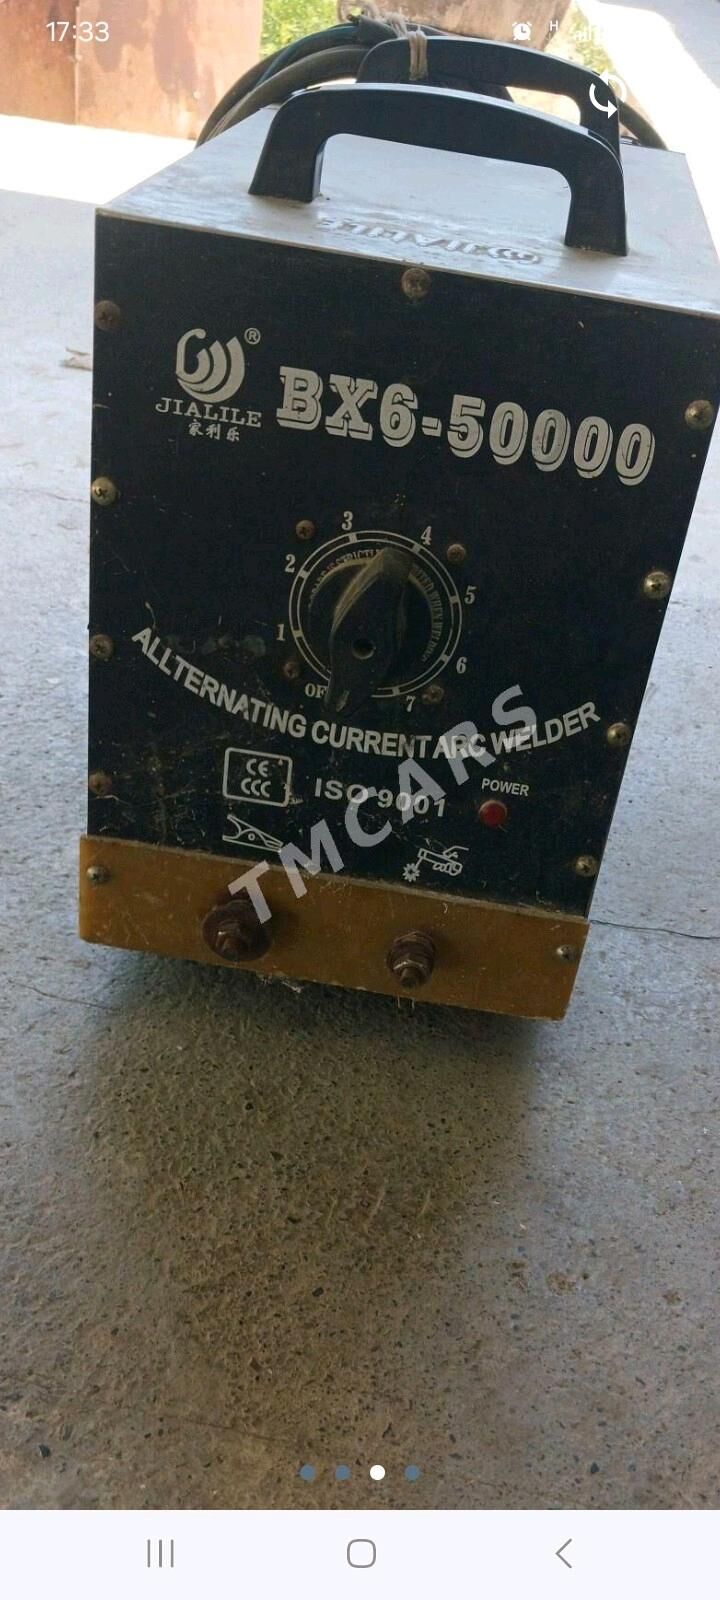 17:33
H
JIALILE
®
JIALILE
家利乐
BX6-50000
3
4
2
5
1
6
7
ALLTERNATING CURRENT ARC WELDER
CE
CCC
ISO 9001
POWER
TMCARS